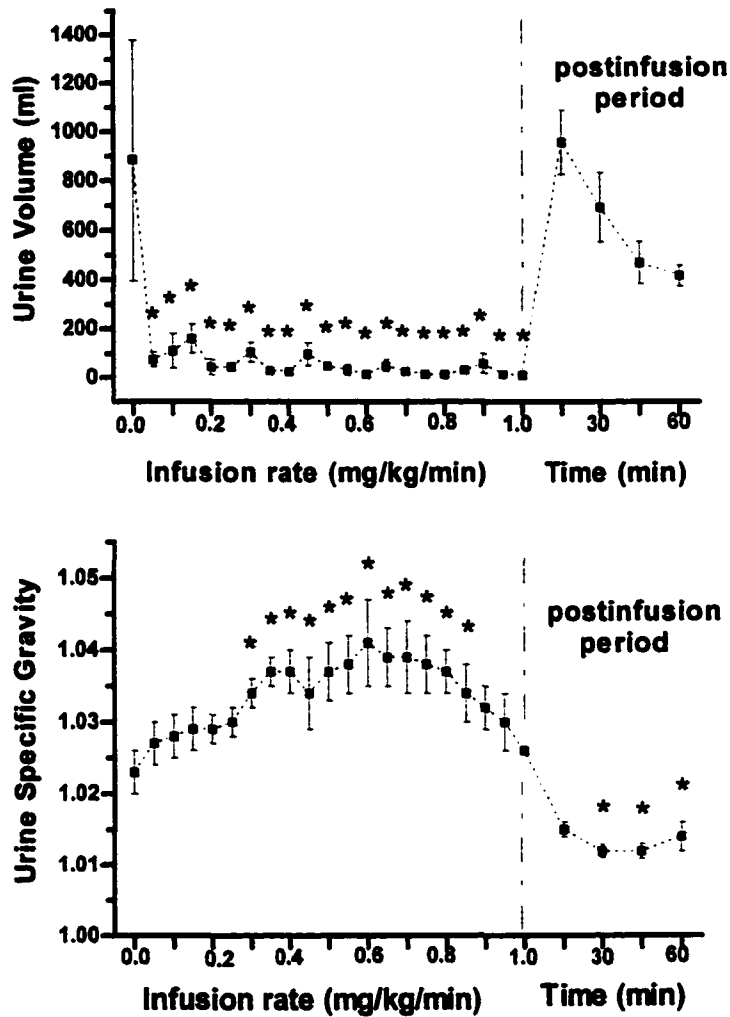 Urine Volume (ml)
1400
1200
1000
800
600
400
200
0
* * * * * * * * * * * * * * * * * * * *
postinfusion
period
0.0 0.2 0.4 0.6 0.8 1.0 30 60
Infusion rate (mg/kg/min) Time (min)
Urine Specific Gravity
1.05
1.04
1.03
1.02
1.01
1.00
* * * * * * * * * * * *
postinfusion
period
* * *
0.0 0.2 0.4 0.6 0.8 1.0 30 60
Infusion rate (mg/kg/min) Time (min)